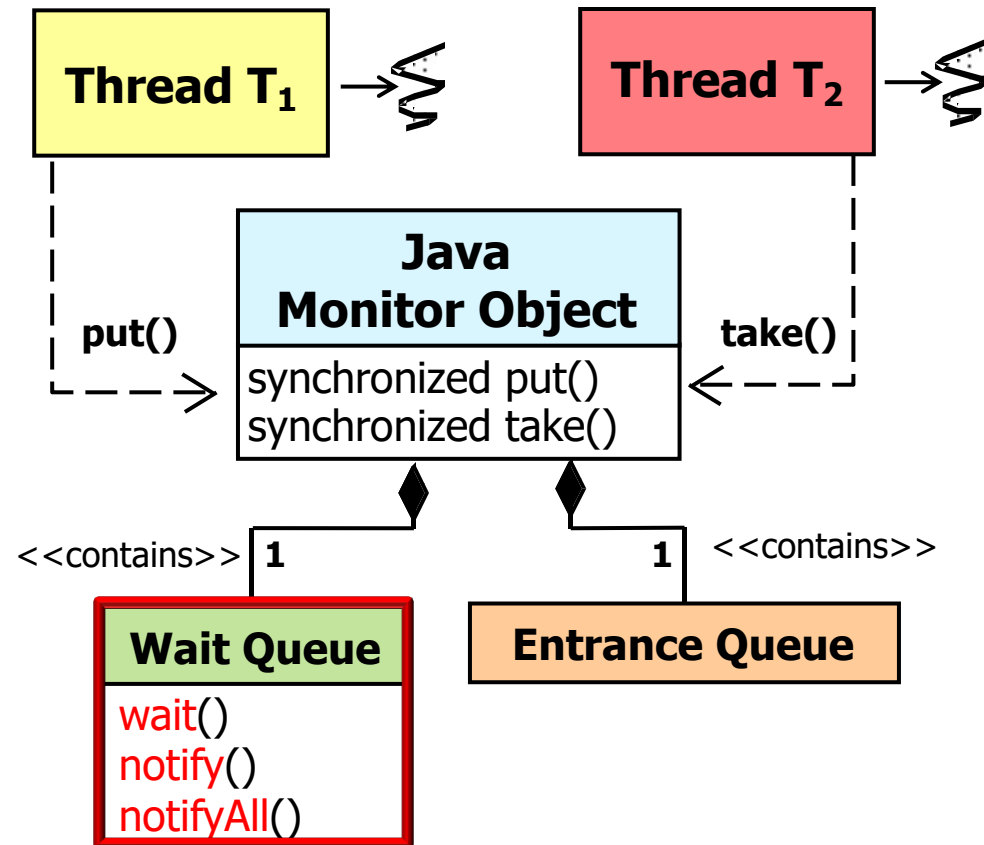 Thread T1
Thread T2
Java
Monitor Object
put()
take()
synchronized put()
synchronized take()
<<contains>>
1
1
<<contains>>
Wait Queue
Entrance Queue
wait()
notify()
notifyAll()